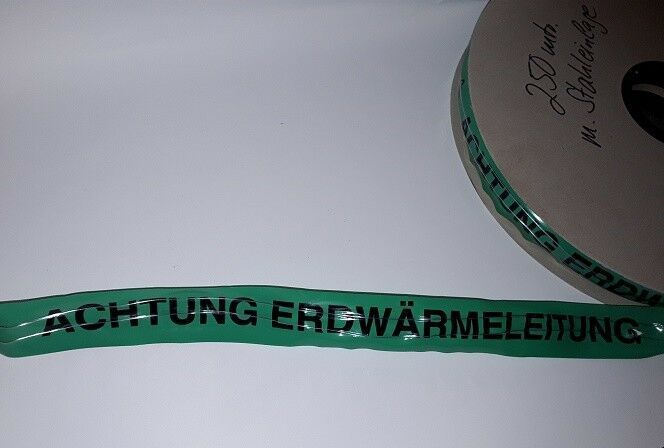 250 mtr.
m. Stahleinlage
ACHTUNG ERDW
ACHTUNG ERDWÄRMELEITUNG